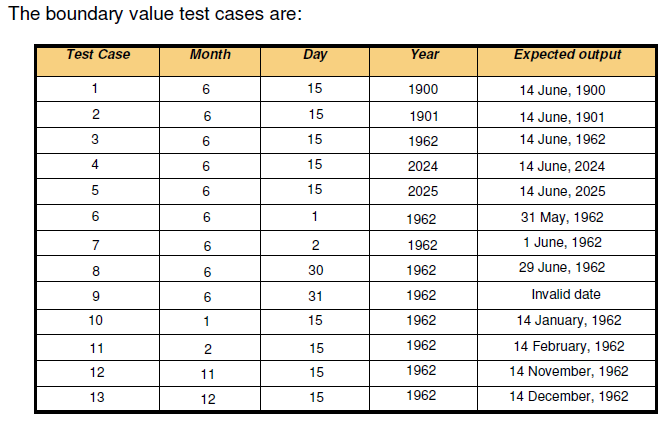 The boundary value test cases are:
Test Case Month Day Year Expected output
1 6 15 1900 14 June, 1900
2 6 15 1901 14 June, 1901
3 6 15 1962 14 June, 1962
4 6 15 2024 14 June, 2024
5 6 15 2025 14 June, 2025
6 6 1 1962 31 May, 1962
7 6 2 1962 1 June, 1962
8 6 30 1962 29 June, 1962
9 6 31 1962 Invalid date
10 1 15 1962 14 January, 1962
11 2 15 1962 14 February, 1962
12 11 15 1962 14 November, 1962
13 12 15 1962 14 December, 1962